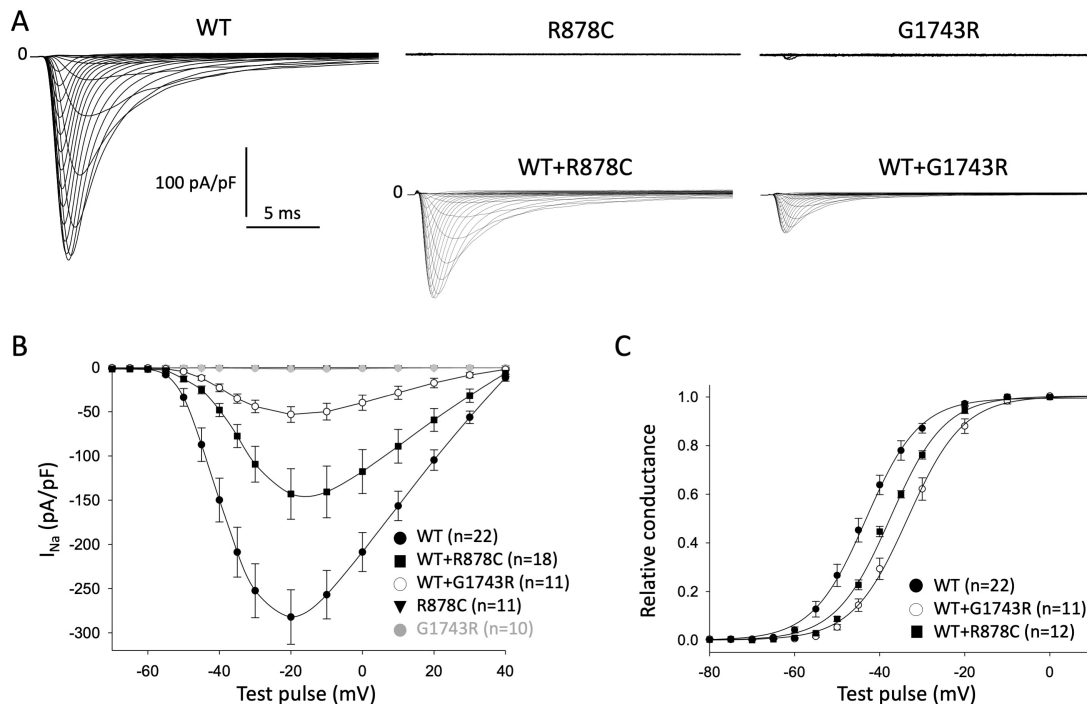 A
WT
R878C
G1743R
0
WT+R878C
WT+G1743R
0
100 pA/pF
5 ms
B
0
-50
-100
-150
-200
-250
-300
I_Na (pA/pF)
WT (n=22)
WT+R878C (n=18)
WT+G1743R (n=11)
R878C (n=11)
G1743R (n=10)
-60 -40 -20 0 20 40
Test pulse (mV)
C
1.0
0.8
0.6
0.4
0.2
0.0
Relative conductance
WT (n=22)
WT+G1743R (n=11)
WT+R878C (n=12)
-80 -60 -40 -20 0
Test pulse (mV)